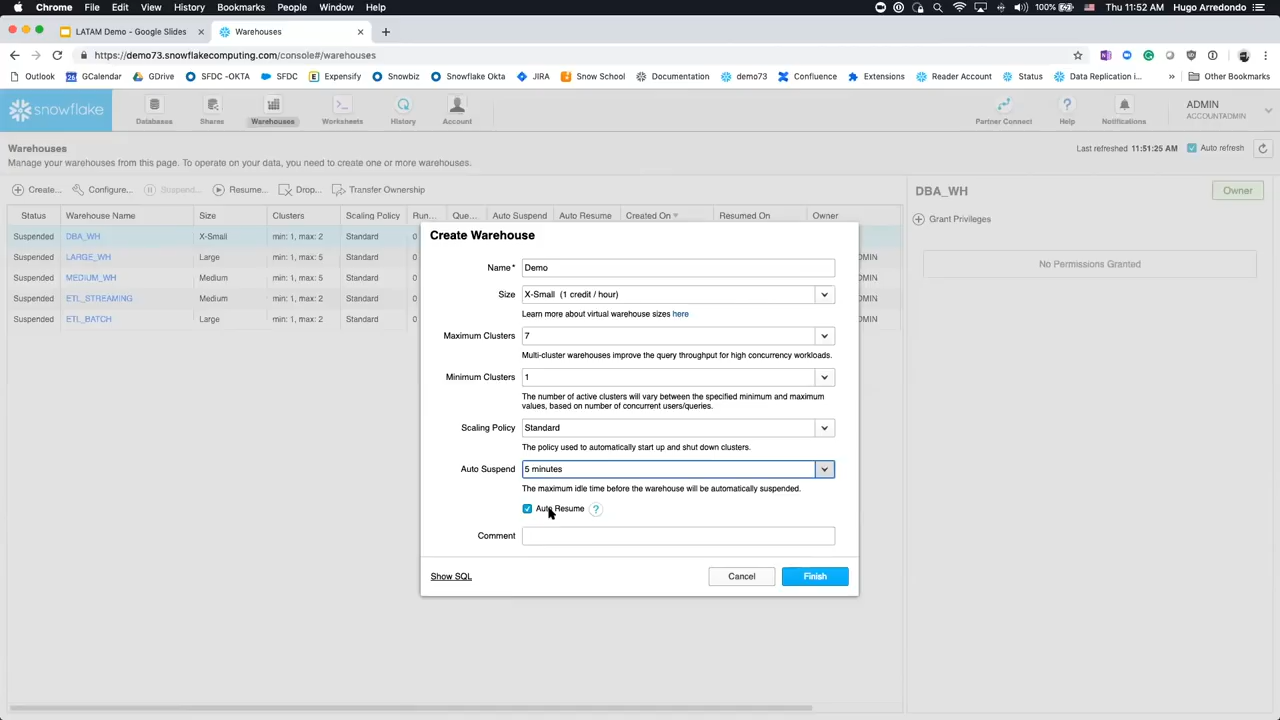 Chrome File Edit View History Bookmarks People Window Help 100% Thu 11:52 AM Hugo Arredondo
LATAM Demo - Google Slides Warehouses
https://demo73.snowflakecomputing.com/console#/warehouses
Outlook GCalendar GDrive SFDC -OKTA SFDC Expensify Snowbiz Snowflake Okta JIRA Snow School Documentation demo73 Confluence Extensions Reader Account Status Data Replication i... » Other Bookmarks
snowflake Databases Shares Warehouses Worksheets History Account Partner Connect Help Notifications ADMIN
ACCOUNTADMIN
Warehouses
Last refreshed 11:51:25 AM Auto refresh
Manage your warehouses from this page. To operate on your data, you need to create one or more warehouses.
Create... Configure... Suspend... Resume... Drop... Transfer Ownership
DBA_WH Owner
Grant Privileges
No Permissions Granted
Status Warehouse Name Size Clusters Scaling Policy Run... Que... Auto Suspend Auto Resume Created On Resumed On Owner
Suspended DBA_WH X-Small min: 1, max: 2 Standard 0
Suspended LARGE_WH Large min: 1, max: 5 Standard 0 DMIN
Suspended MEDIUM_WH Medium min: 1, max: 5 Standard 0 DMIN
Suspended ETL_STREAMING Medium min: 1, max: 2 Standard 0 DMIN
Suspended ETL_BATCH Large min: 1, max: 2 Standard 0 DMIN
Create Warehouse
Name* Demo
Size X-Small (1 credit / hour)
Learn more about virtual warehouse sizes here
Maximum Clusters 7
Multi-cluster warehouses improve the query throughput for high concurrency workloads.
Minimum Clusters 1
The number of active clusters will vary between the specified minimum and maximum
values, based on number of concurrent users/queries.
Scaling Policy Standard
The policy used to automatically start up and shut down clusters.
Auto Suspend 5 minutes
The maximum idle time before the warehouse will be automatically suspended.
Auto Resume ?
Comment
Show SQL Cancel Finish